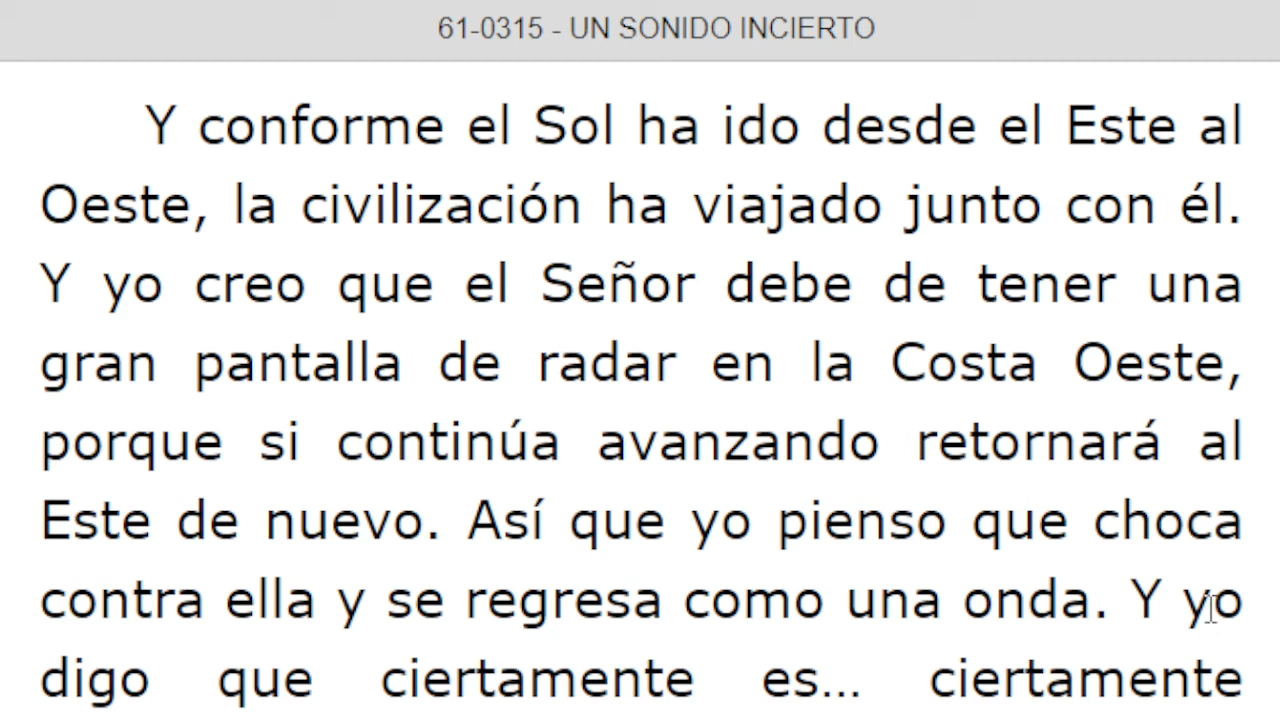 61-0315 - UN SONIDO INCIERTO
Y conforme el Sol ha ido desde el Este al
Oeste, la civilización ha viajado junto con él.
Y yo creo que el Señor debe de tener una
gran pantalla de radar en la Costa Oeste,
porque si continúa avanzando retornará al
Este de nuevo. Así que yo pienso que choca
contra ella y se regresa como una onda. Y yo
digo que ciertamente es... ciertamente